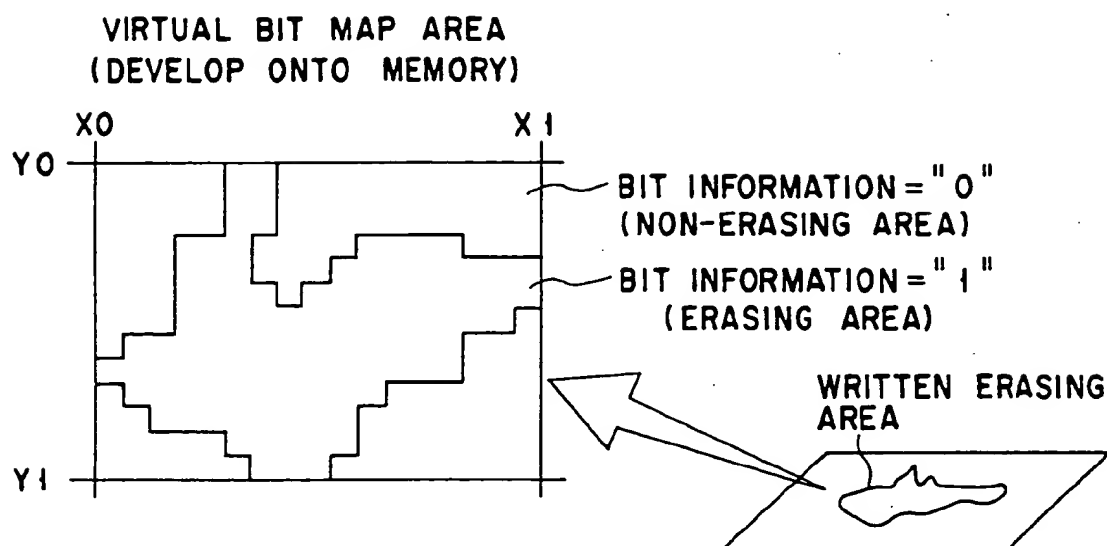 VIRTUAL BIT MAP AREA
(DEVELOP ONTO MEMORY)
X0 X1
Y0
BIT INFORMATION="0"
(NON-ERASING AREA)
BIT INFORMATION="1"
(ERASING AREA)
WRITTEN ERASING
AREA
Y1